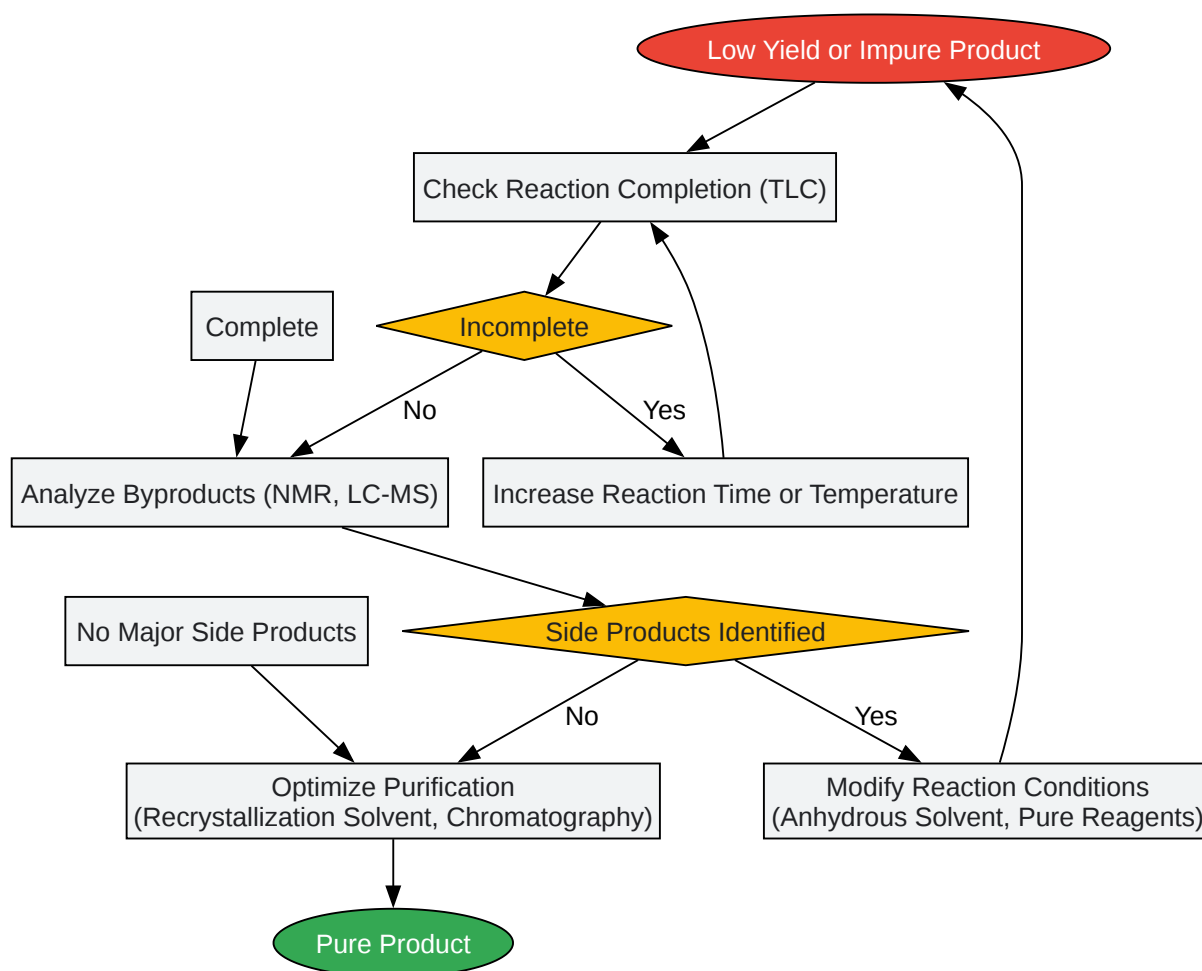 Low Yield or Impure Product
Check Reaction Completion (TLC)
Complete
Incomplete
No
Yes
Analyze Byproducts (NMR, LC-MS)
Increase Reaction Time or Temperature
No Major Side Products
Side Products Identified
No
Yes
Optimize Purification
(Recrystallization Solvent, Chromatography)
Modify Reaction Conditions
(Anhydrous Solvent, Pure Reagents)
Pure Product